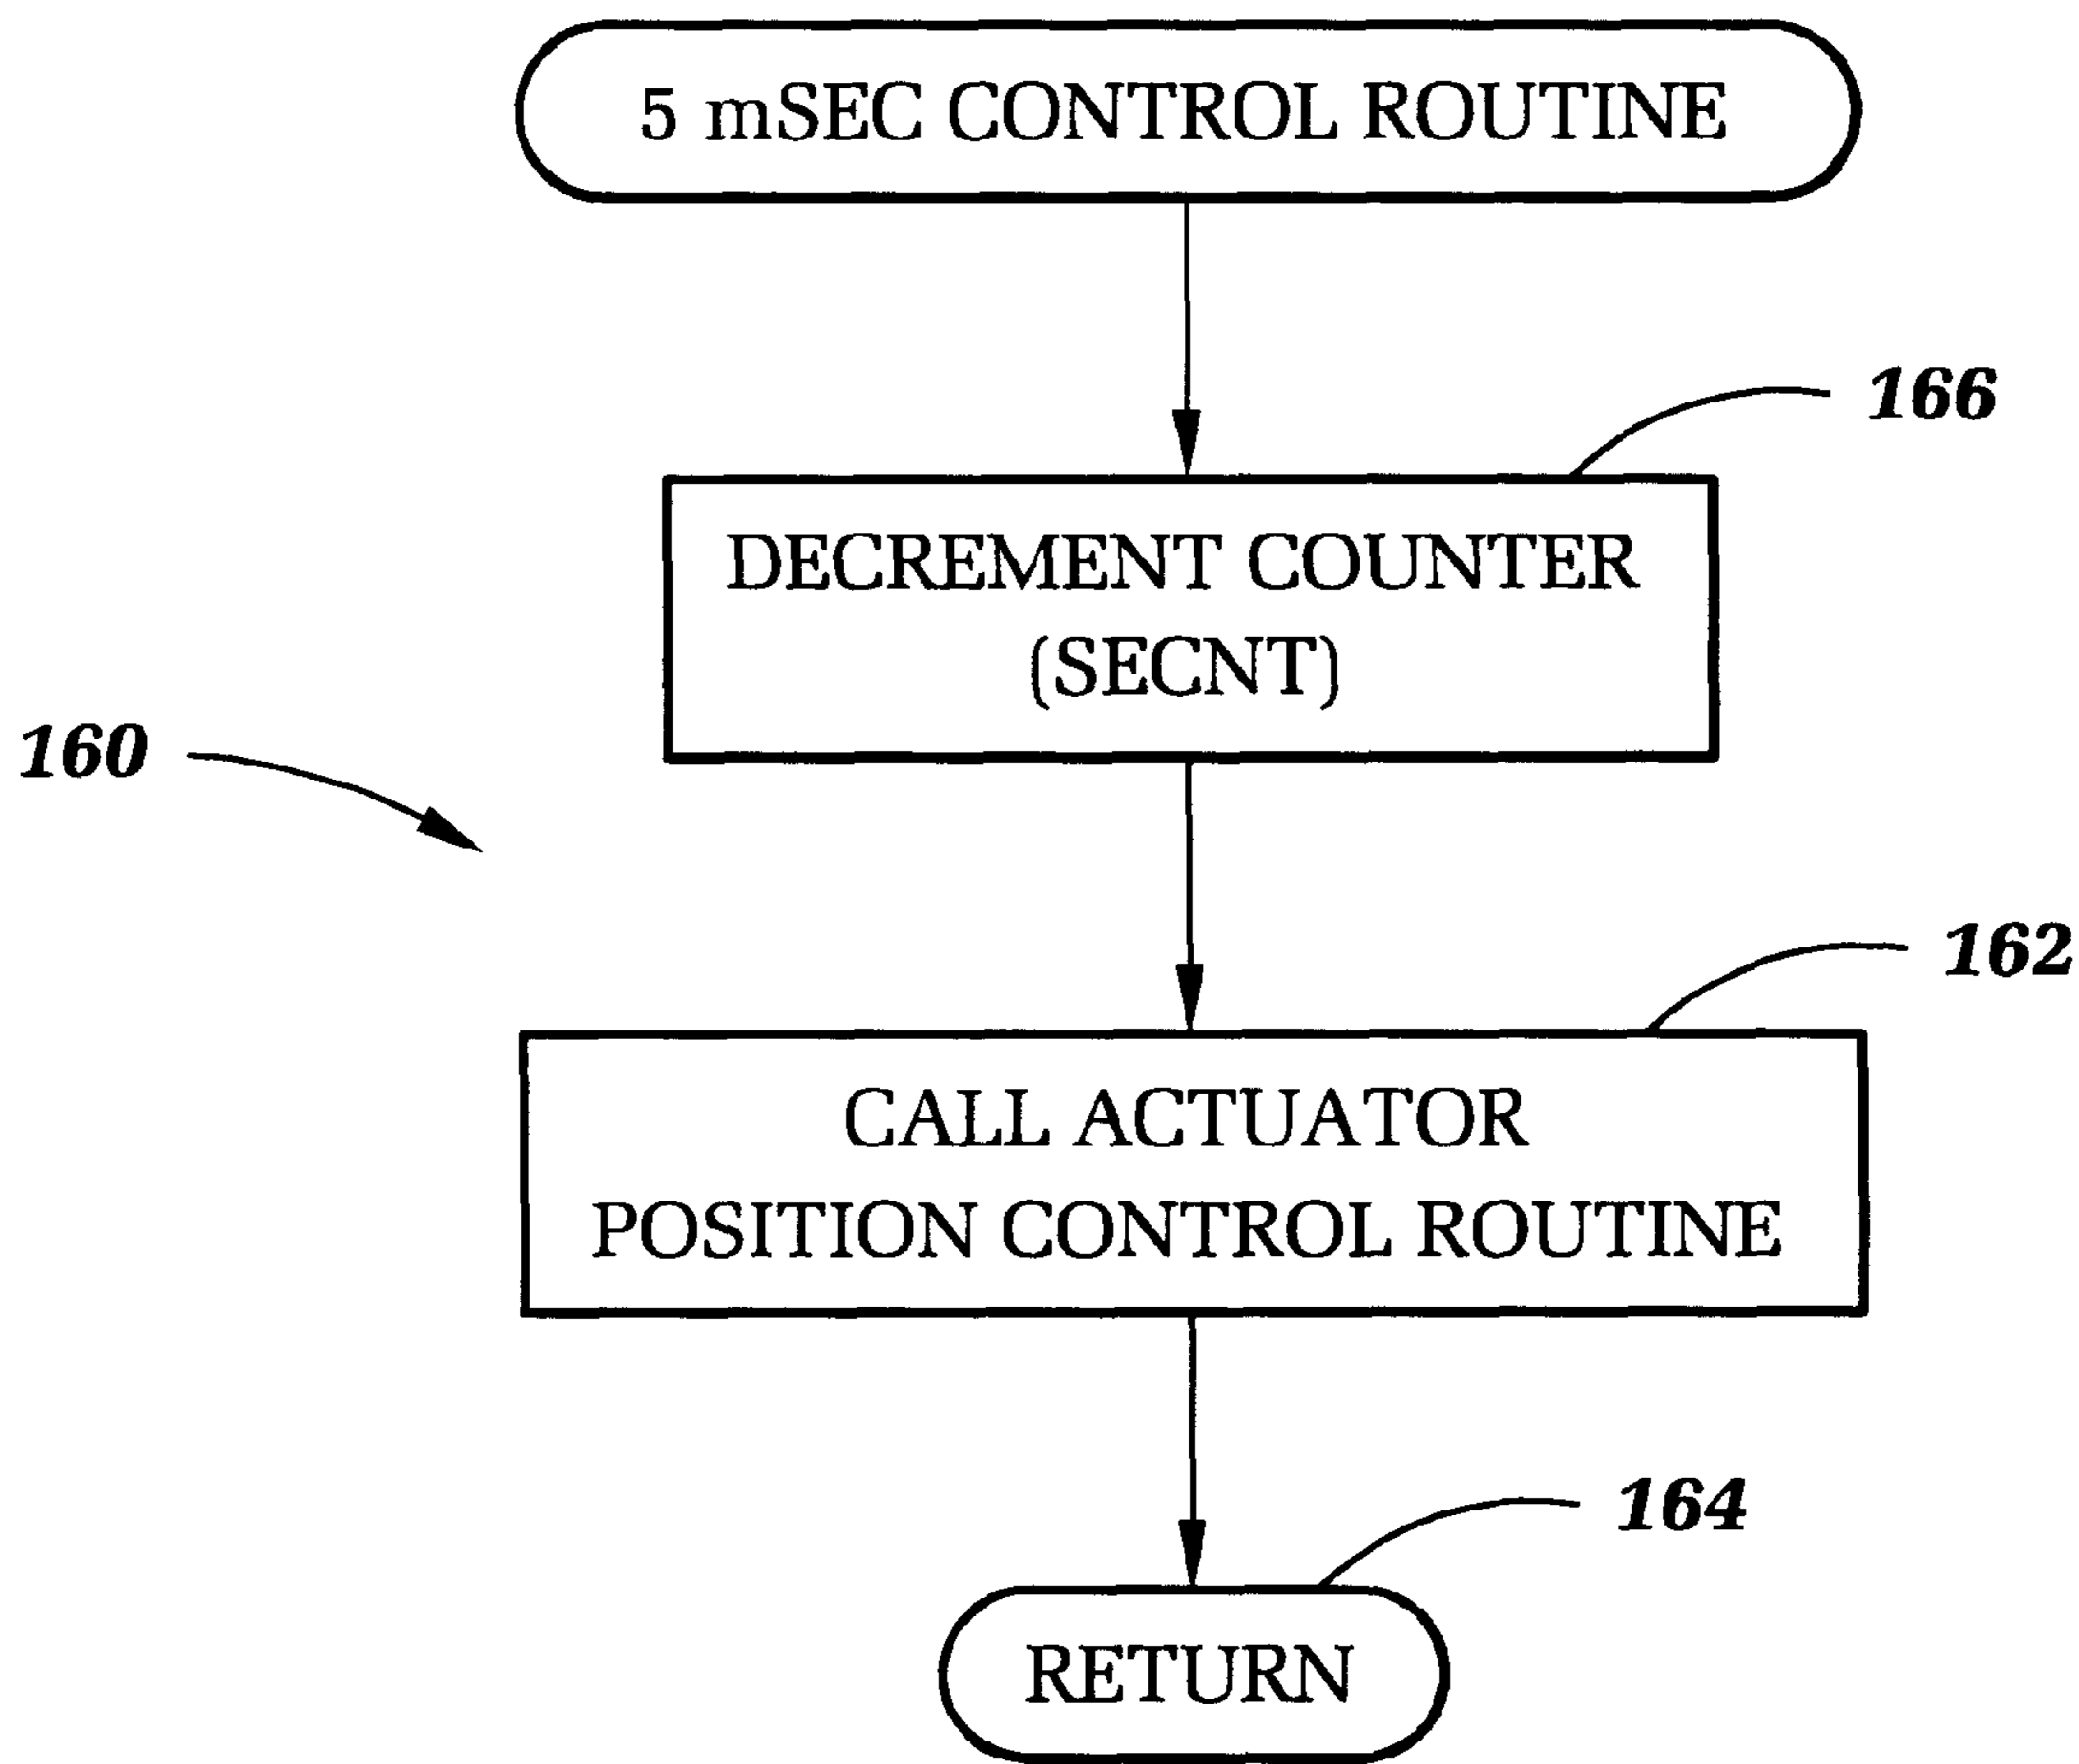 5 mSEC CONTROL ROUTINE
166
DECREMENT COUNTER
(SECNT)
160
162
CALL ACTUATOR
POSITION CONTROL ROUTINE
164
RETURN